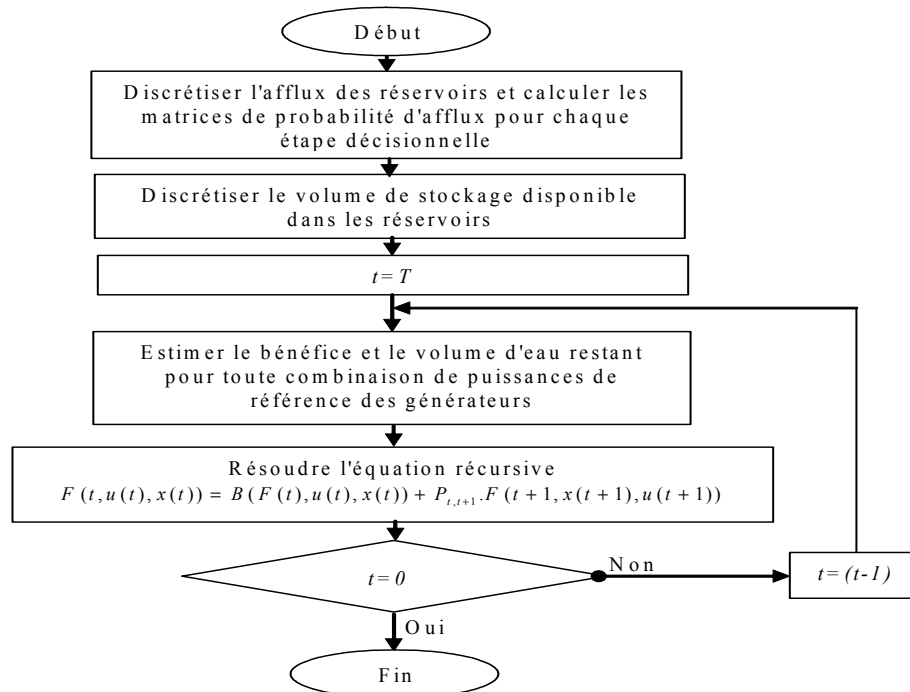 Début
Discrétiser l'afflux des réservoirs et calculer les
matrices de probabilité d'afflux pour chaque
étape décisionnelle
Discrétiser le volume de stockage disponible
dans les réservoirs
t= T
Estimer le bénéfice et le volume d'eau restant
pour toute combinaison de puissances de
référence des générateurs
Résoudre l'équation récursive
F(t,u(t),x(t)) = B(F(t),u(t),x(t)) + P_{t,t+1}.F(t+1,x(t+1),u(t+1))
t=0
Non
t=(t-1)
Oui
Fin